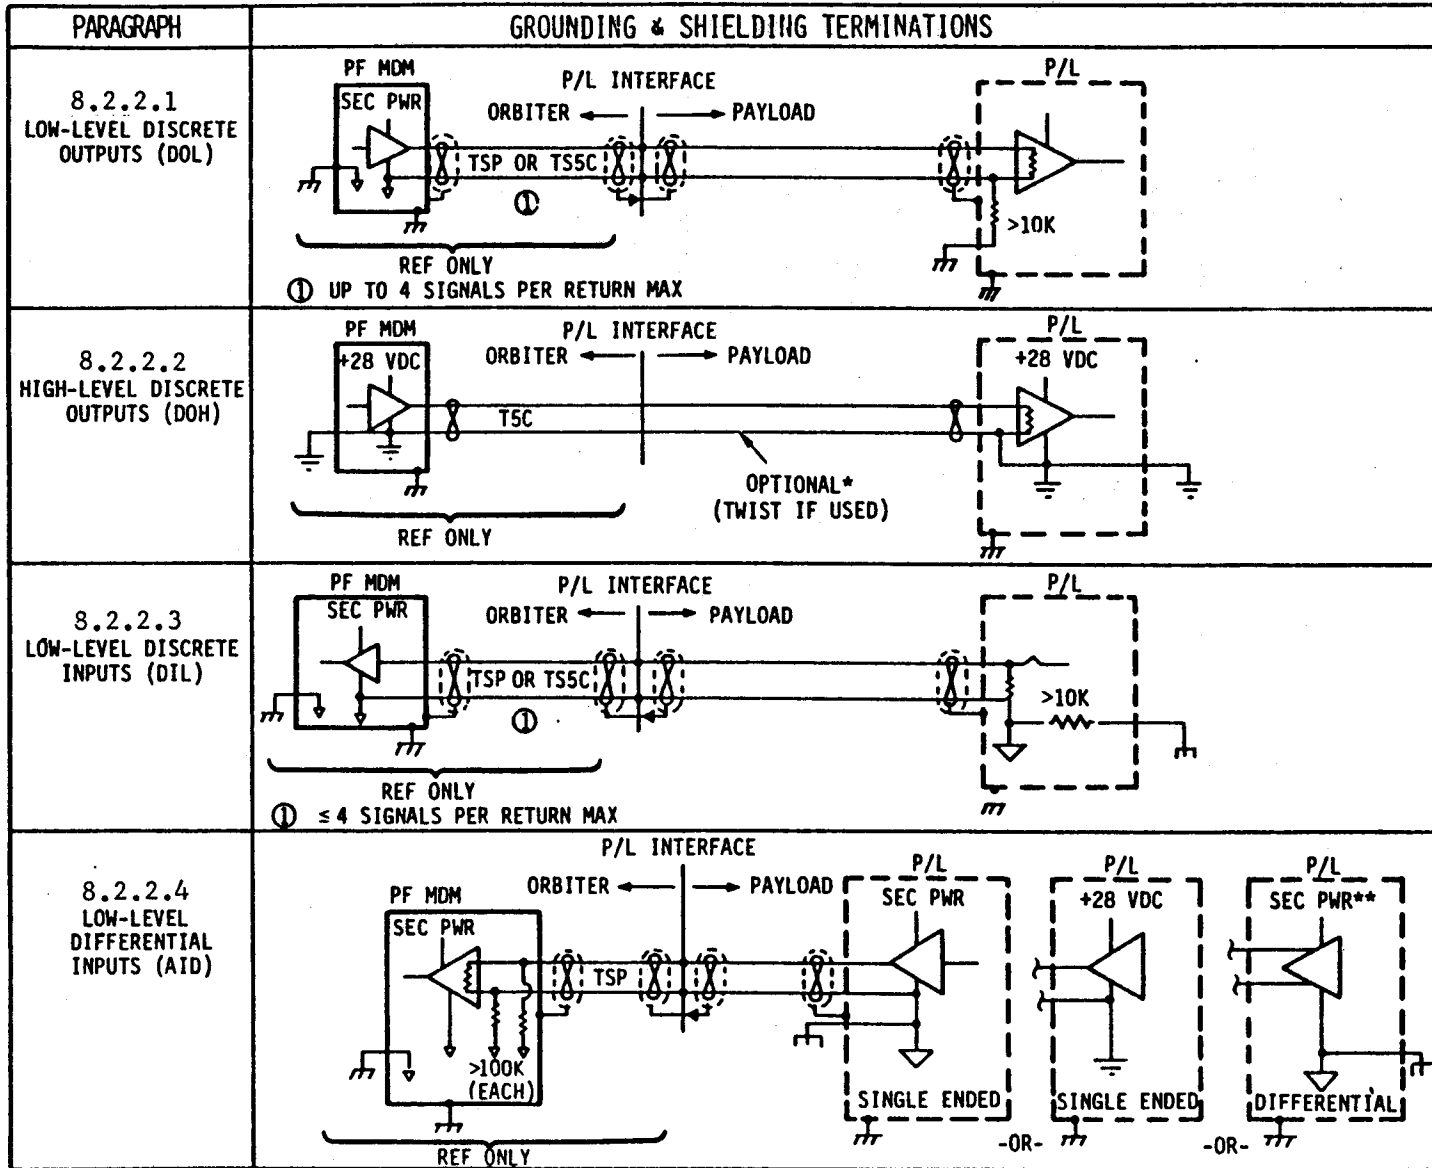 PARAGRAPH
GROUNDING & SHIELDING TERMINATIONS
8.2.2.1
LOW-LEVEL DISCRETE
OUTPUTS (DOL)
PF MDM
SEC PWR
P/L INTERFACE
ORBITER
PAYLOAD
P/L
TSP OR TS5C
①
>10K
REF ONLY
① UP TO 4 SIGNALS PER RETURN MAX
8.2.2.2
HIGH-LEVEL DISCRETE
OUTPUTS (DOH)
PF MDM
+28 VDC
P/L INTERFACE
ORBITER
PAYLOAD
P/L
+28 VDC
T5C
OPTIONAL*
(TWIST IF USED)
REF ONLY
8.2.2.3
LOW-LEVEL DISCRETE
INPUTS (DIL)
PF MDM
SEC PWR
P/L INTERFACE
ORBITER
PAYLOAD
P/L
TSP OR TS5C
①
>10K
REF ONLY
① ≤4 SIGNALS PER RETURN MAX
8.2.2.4
LOW-LEVEL
DIFFERENTIAL
INPUTS (AID)
P/L INTERFACE
ORBITER
PAYLOAD
PF MDM
SEC PWR
TSP
>100K
(EACH)
REF ONLY
P/L
SEC PWR
SINGLE ENDED
-OR-
P/L
+28 VDC
SINGLE ENDED
-OR-
P/L
SEC PWR**
DIFFERENTIAL